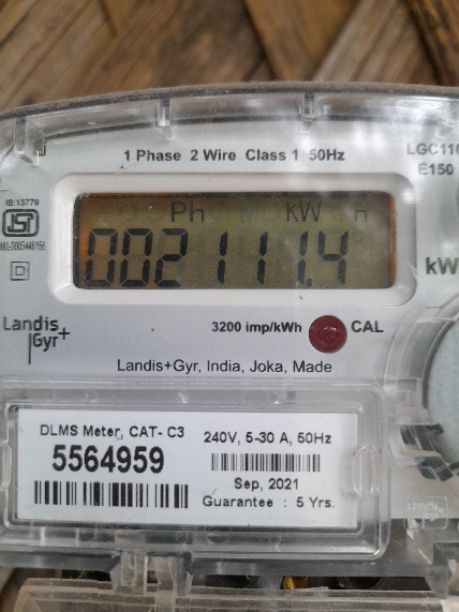 1 Phase 2 Wire Class 1 50Hz
LGC110
E150
IS:13779
ISI
Ph M KW h
002111.4
kW
Landis
Gyr+
3200 imp/kWh CAL
Landis+Gyr, India, Joka, Made
DLMS Meter, CAT- C3
5564959
240V, 5-30 A, 50Hz
Sep, 2021
Guarantee : 5 Yrs.